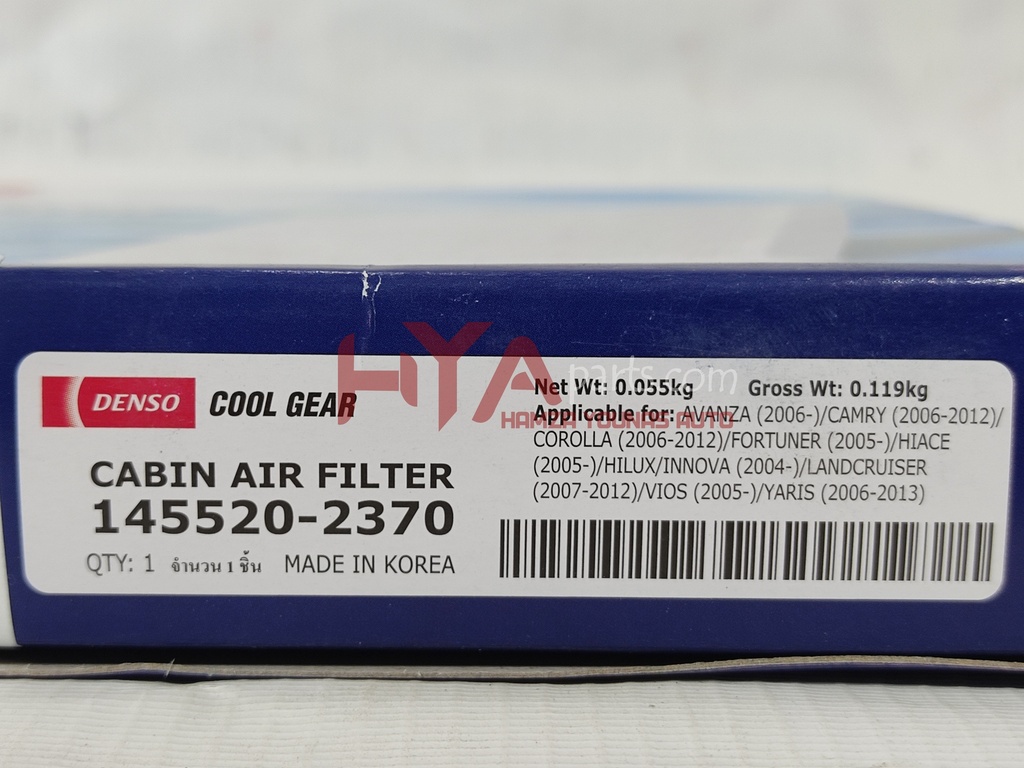 DENSO COOL GEAR
CABIN AIR FILTER
145520-2370
QTY: 1 จำนวน 1 ชิ้น MADE IN KOREA
Net Wt: 0.055kg Gross Wt: 0.119kg
Applicable for: AVANZA (2006-)/CAMRY (2006-2012)/
COROLLA (2006-2012)/FORTUNER (2005-)/HIACE
(2005-)/HILUX/INNOVA (2004-)/LANDCRUISER
(2007-2012)/VIOS (2005-)/YARIS (2006-2013)
HYA parts.com
HAMZA YOUNAS AUTO